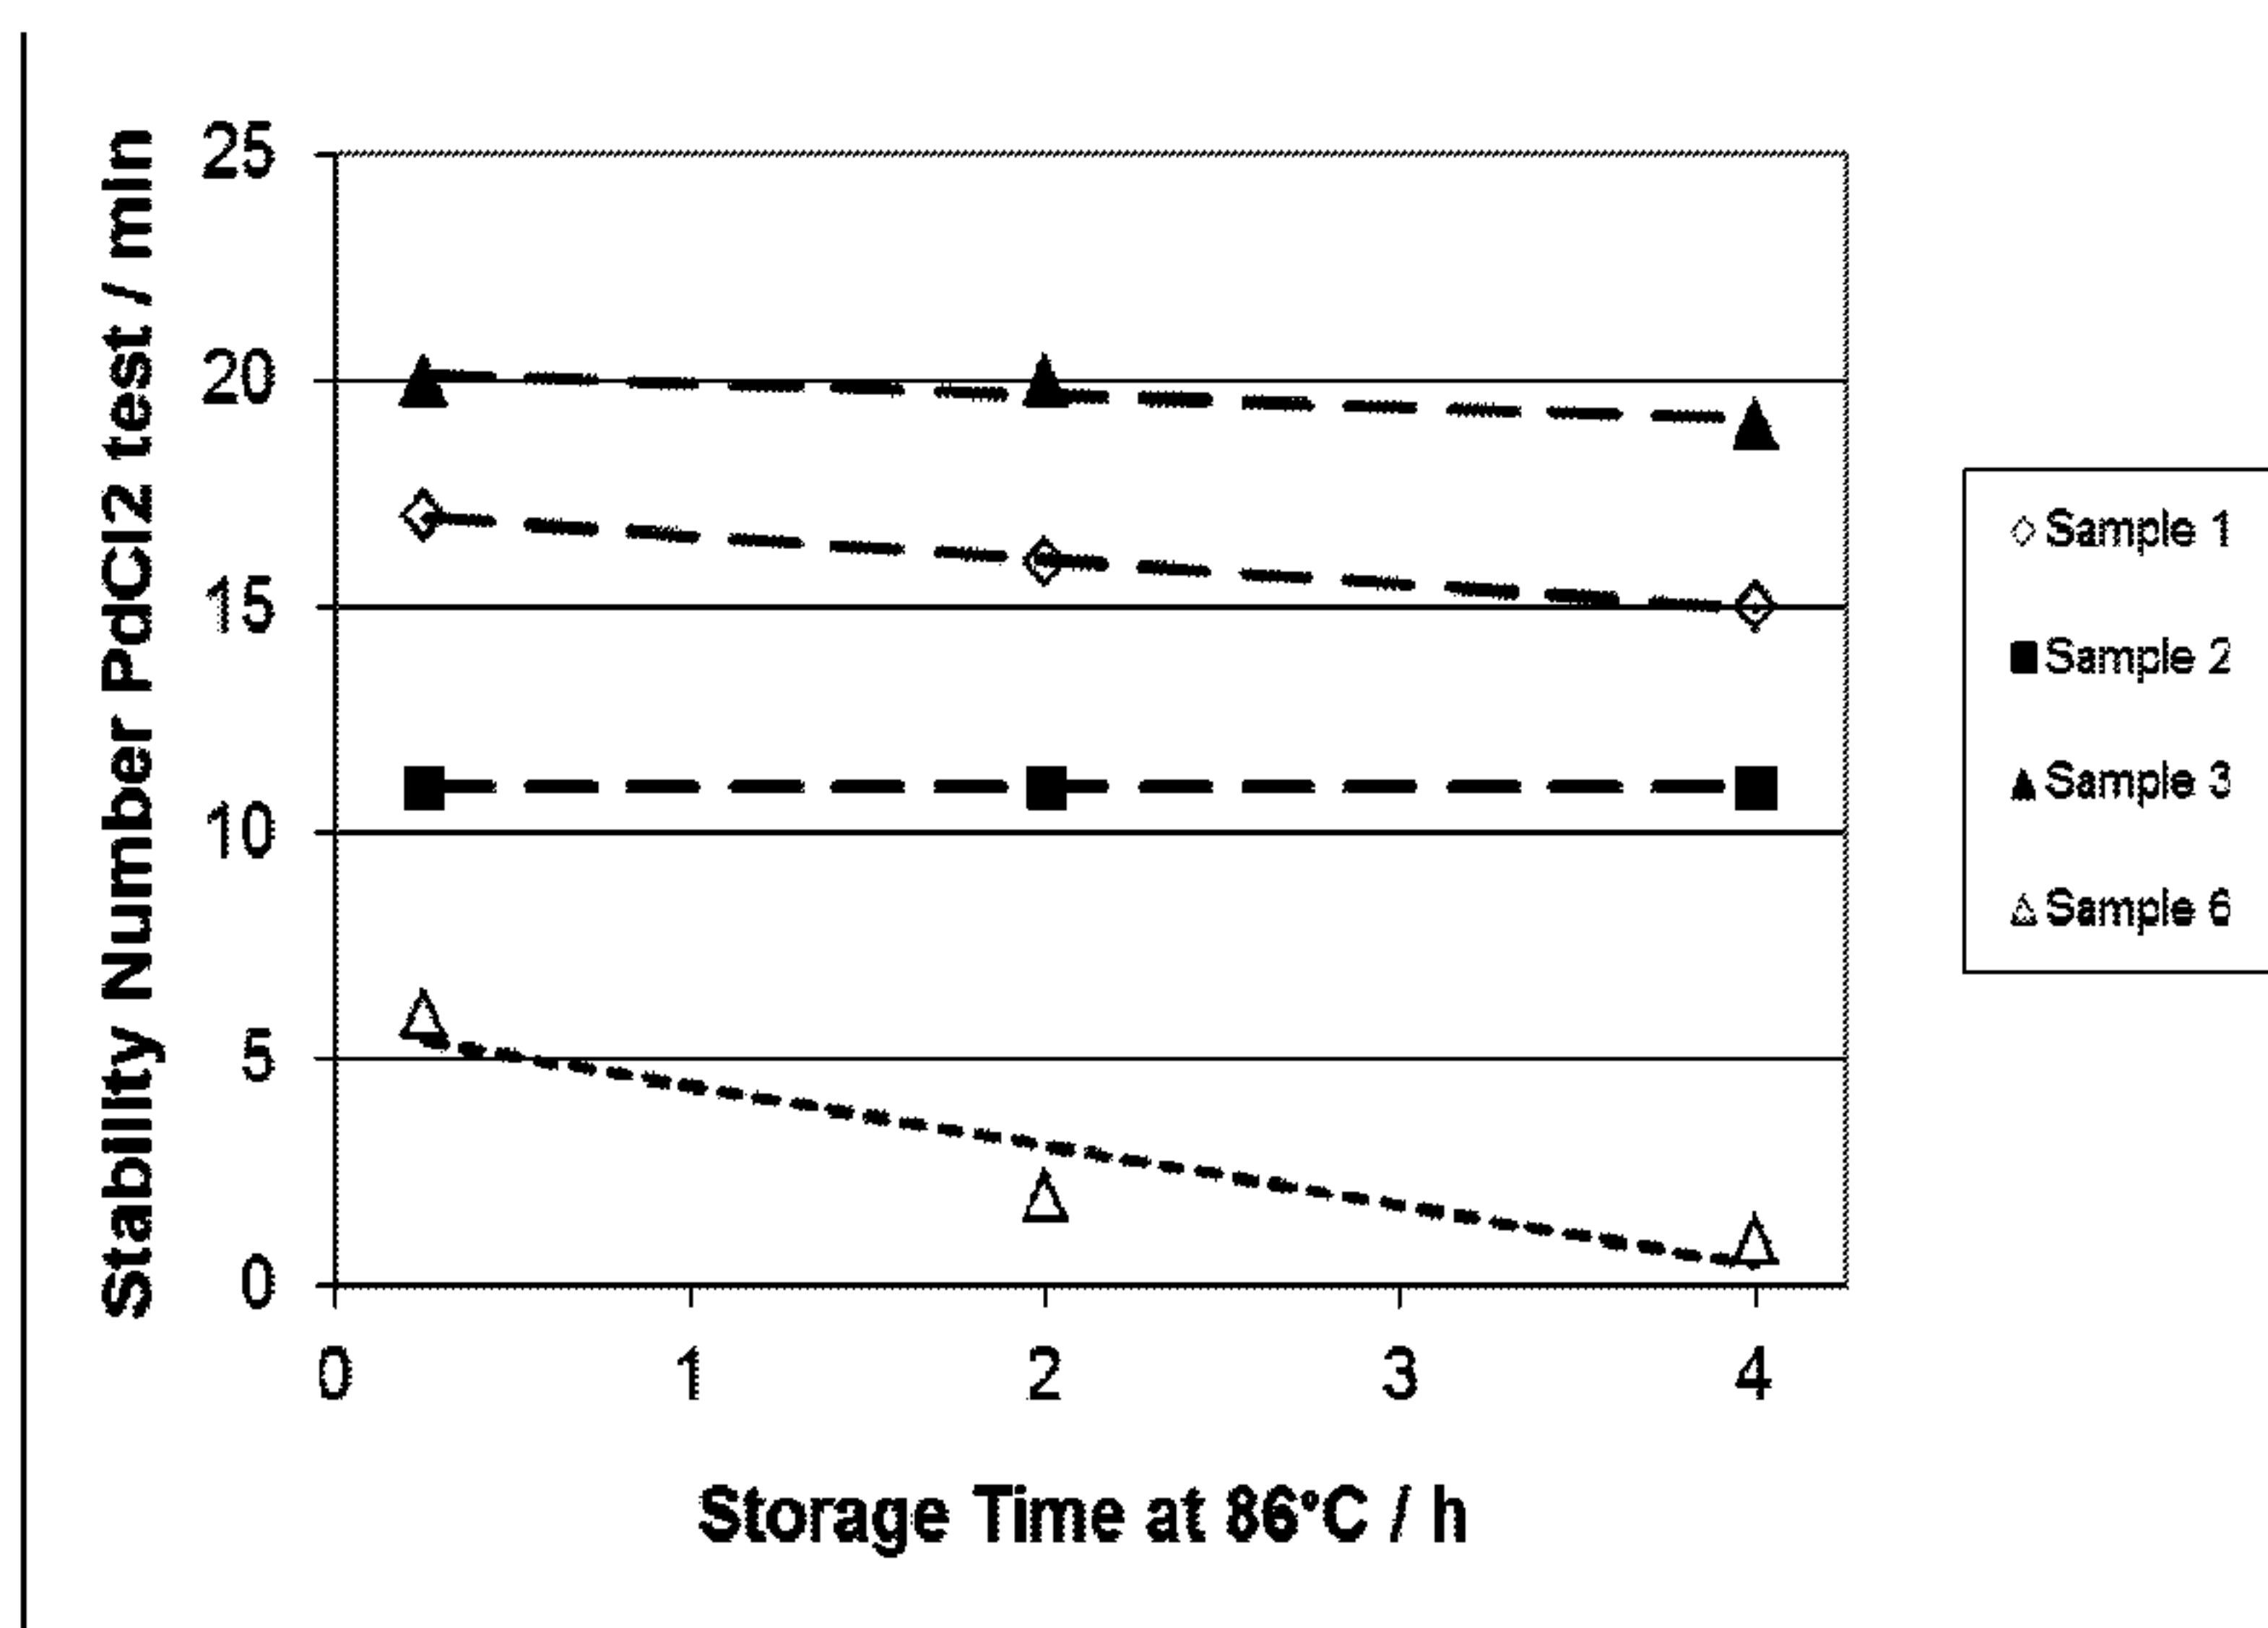 Stability Number PdCl2 test / min
25
20
15
10
5
0
0 1 2 3 4
Storage Time at 86°C / h
Sample 1
Sample 2
Sample 3
Sample 6